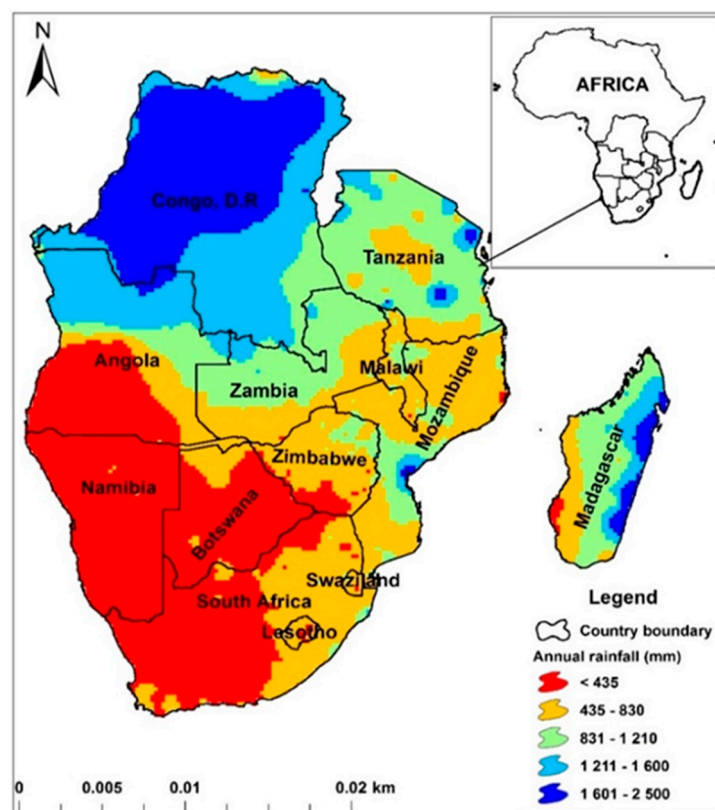 N
AFRICA
Congo, D.R
Tanzania
Angola
Malawi
Zambia
Mozambique
Zimbabwe
Namibia
Botswana
Madagascar
Swaziland
South Africa
Lesotho
Legend
Country boundary
Annual rainfall (mm)
< 435
435 - 830
831 - 1 210
1 211 - 1 600
1 601 - 2 500
0 0.005 0.01 0.02 km